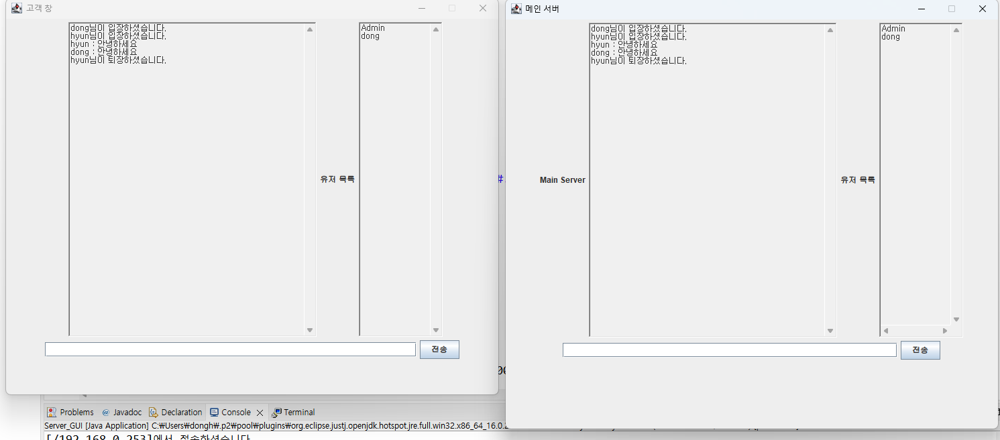 고객 창
dong님이 입장하셨습니다.
hyun님이 입장하셨습니다.
hyun : 안녕하세요
dong : 안녕하세요
hyun님이 퇴장하셨습니다.
유저 목록
Admin
dong
전송
메인 서버
Main Server
dong님이 입장하셨습니다.
hyun님이 입장하셨습니다.
hyun : 안녕하세요
dong : 안녕하세요
hyun님이 퇴장하셨습니다.
유저 목록
Admin
dong
전송
#
Problems @ Javadoc Declaration Console Terminal
Server_GUI [Java Application] C:₩Users₩dongh₩.p2₩pool₩plugins₩org.eclipse.justj.openjdk.hotspot.jre.full.win32.x86_64_16.0.2
[/192.168.0.253]에서 접속하셨습니다